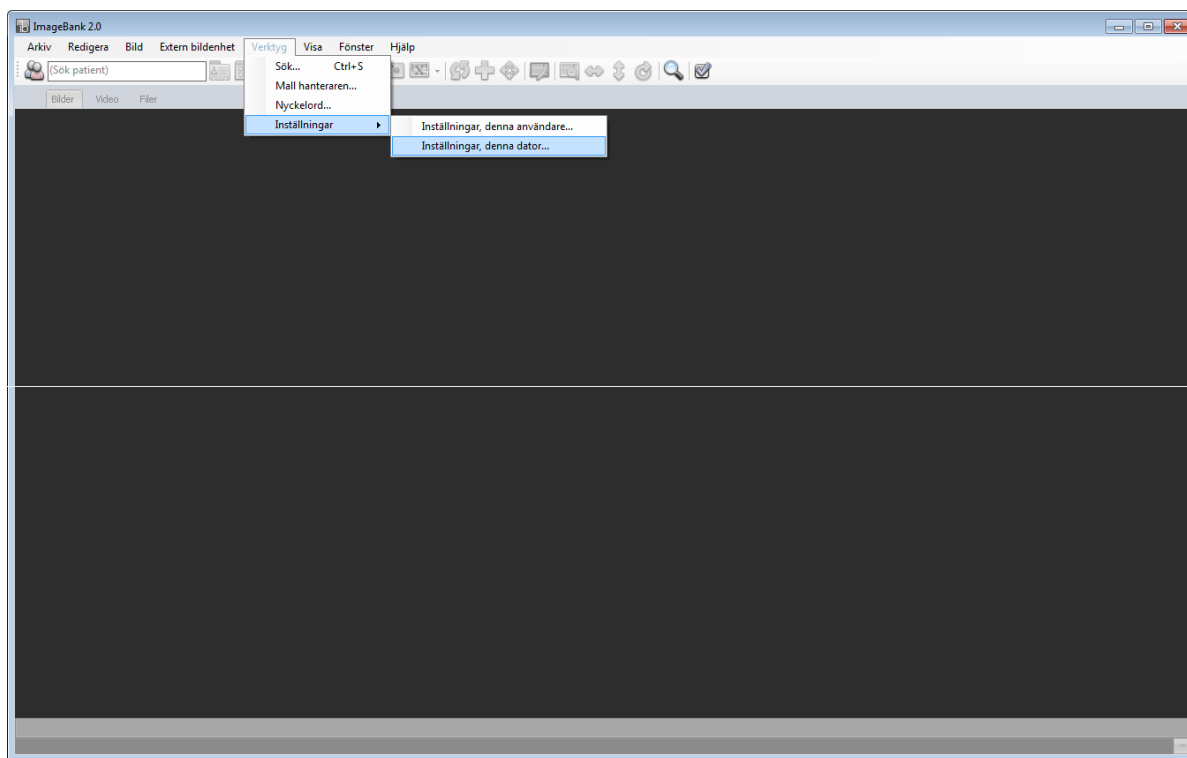 ImageBank 2.0
Arkiv Redigera Bild Extern bildenhet Verktyg Visa Fönster Hjälp
(Sök patient)
Sök... Ctrl+S
Mall hanteraren...
Bilder Video Filer
Nyckelord...
Inställningar
Inställningar, denna användare...
Inställningar, denna dator...